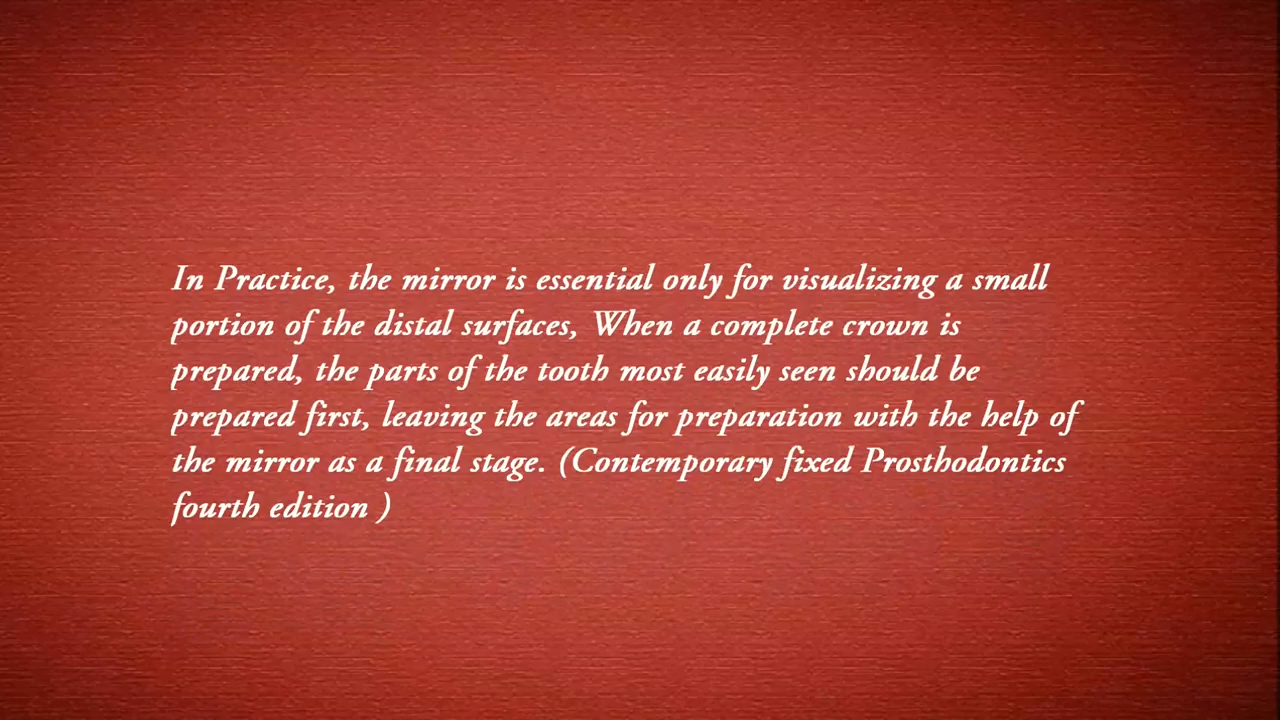 In Practice, the mirror is essential only for visualizing a small
portion of the distal surfaces, When a complete crown is
prepared, the parts of the tooth most easily seen should be
prepared first, leaving the areas for preparation with the help of
the mirror as a final stage. (Contemporary fixed Prosthodontics
fourth edition )